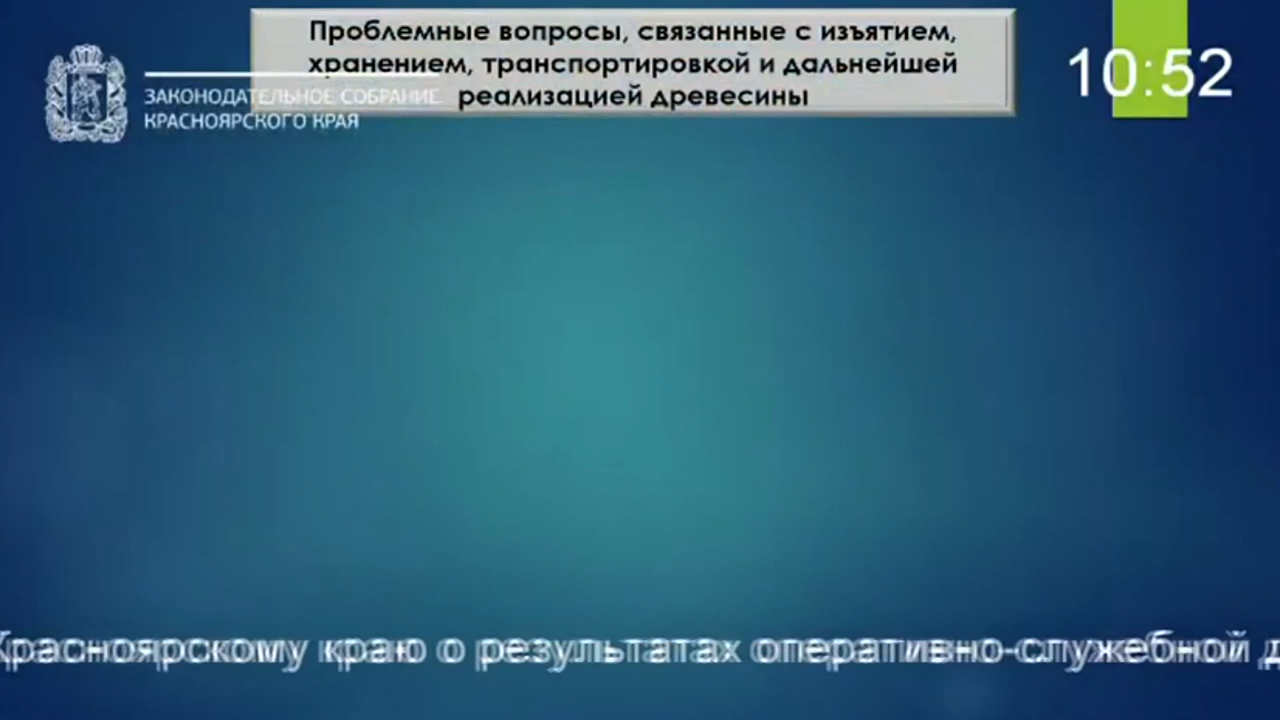 Проблемные вопросы, связанные с изъятием,
хранением, транспортировкой и дальнейшей
реализацией древесины
ЗАКОНОДАТЕЛЬНОЕ СОБРАНИЕ
КРАСНОЯРСКОГО КРАЯ
10:52
Красноярскому краю о результатах оперативно-служебной д